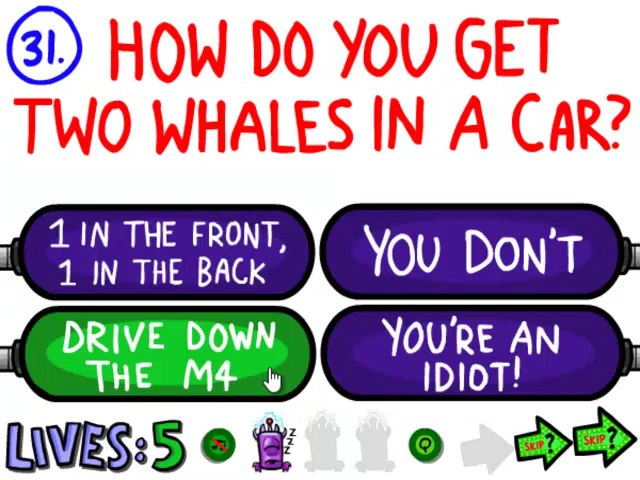 31. HOW DO YOU GET
TWO WHALES IN A CAR?
1 IN THE FRONT,
1 IN THE BACK
YOU DON'T
DRIVE DOWN
THE M4
YOU'RE AN
IDIOT!
LIVES: 5
Z
Z
Z
SKIP?
SKIP?